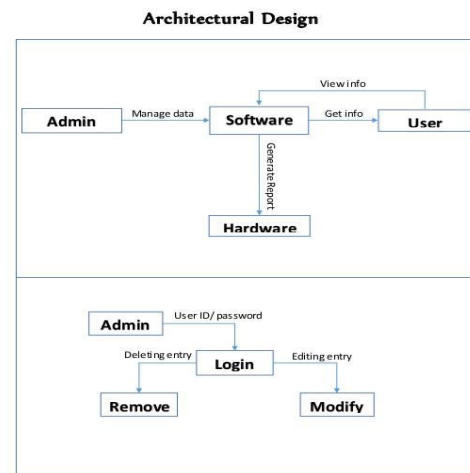 Architectural Design
View info
Admin
Manage data
Software
Get info
User
Generate Report
Hardware
Admin
User ID/ password
Deleting entry
Login
Editing entry
Remove
Modify